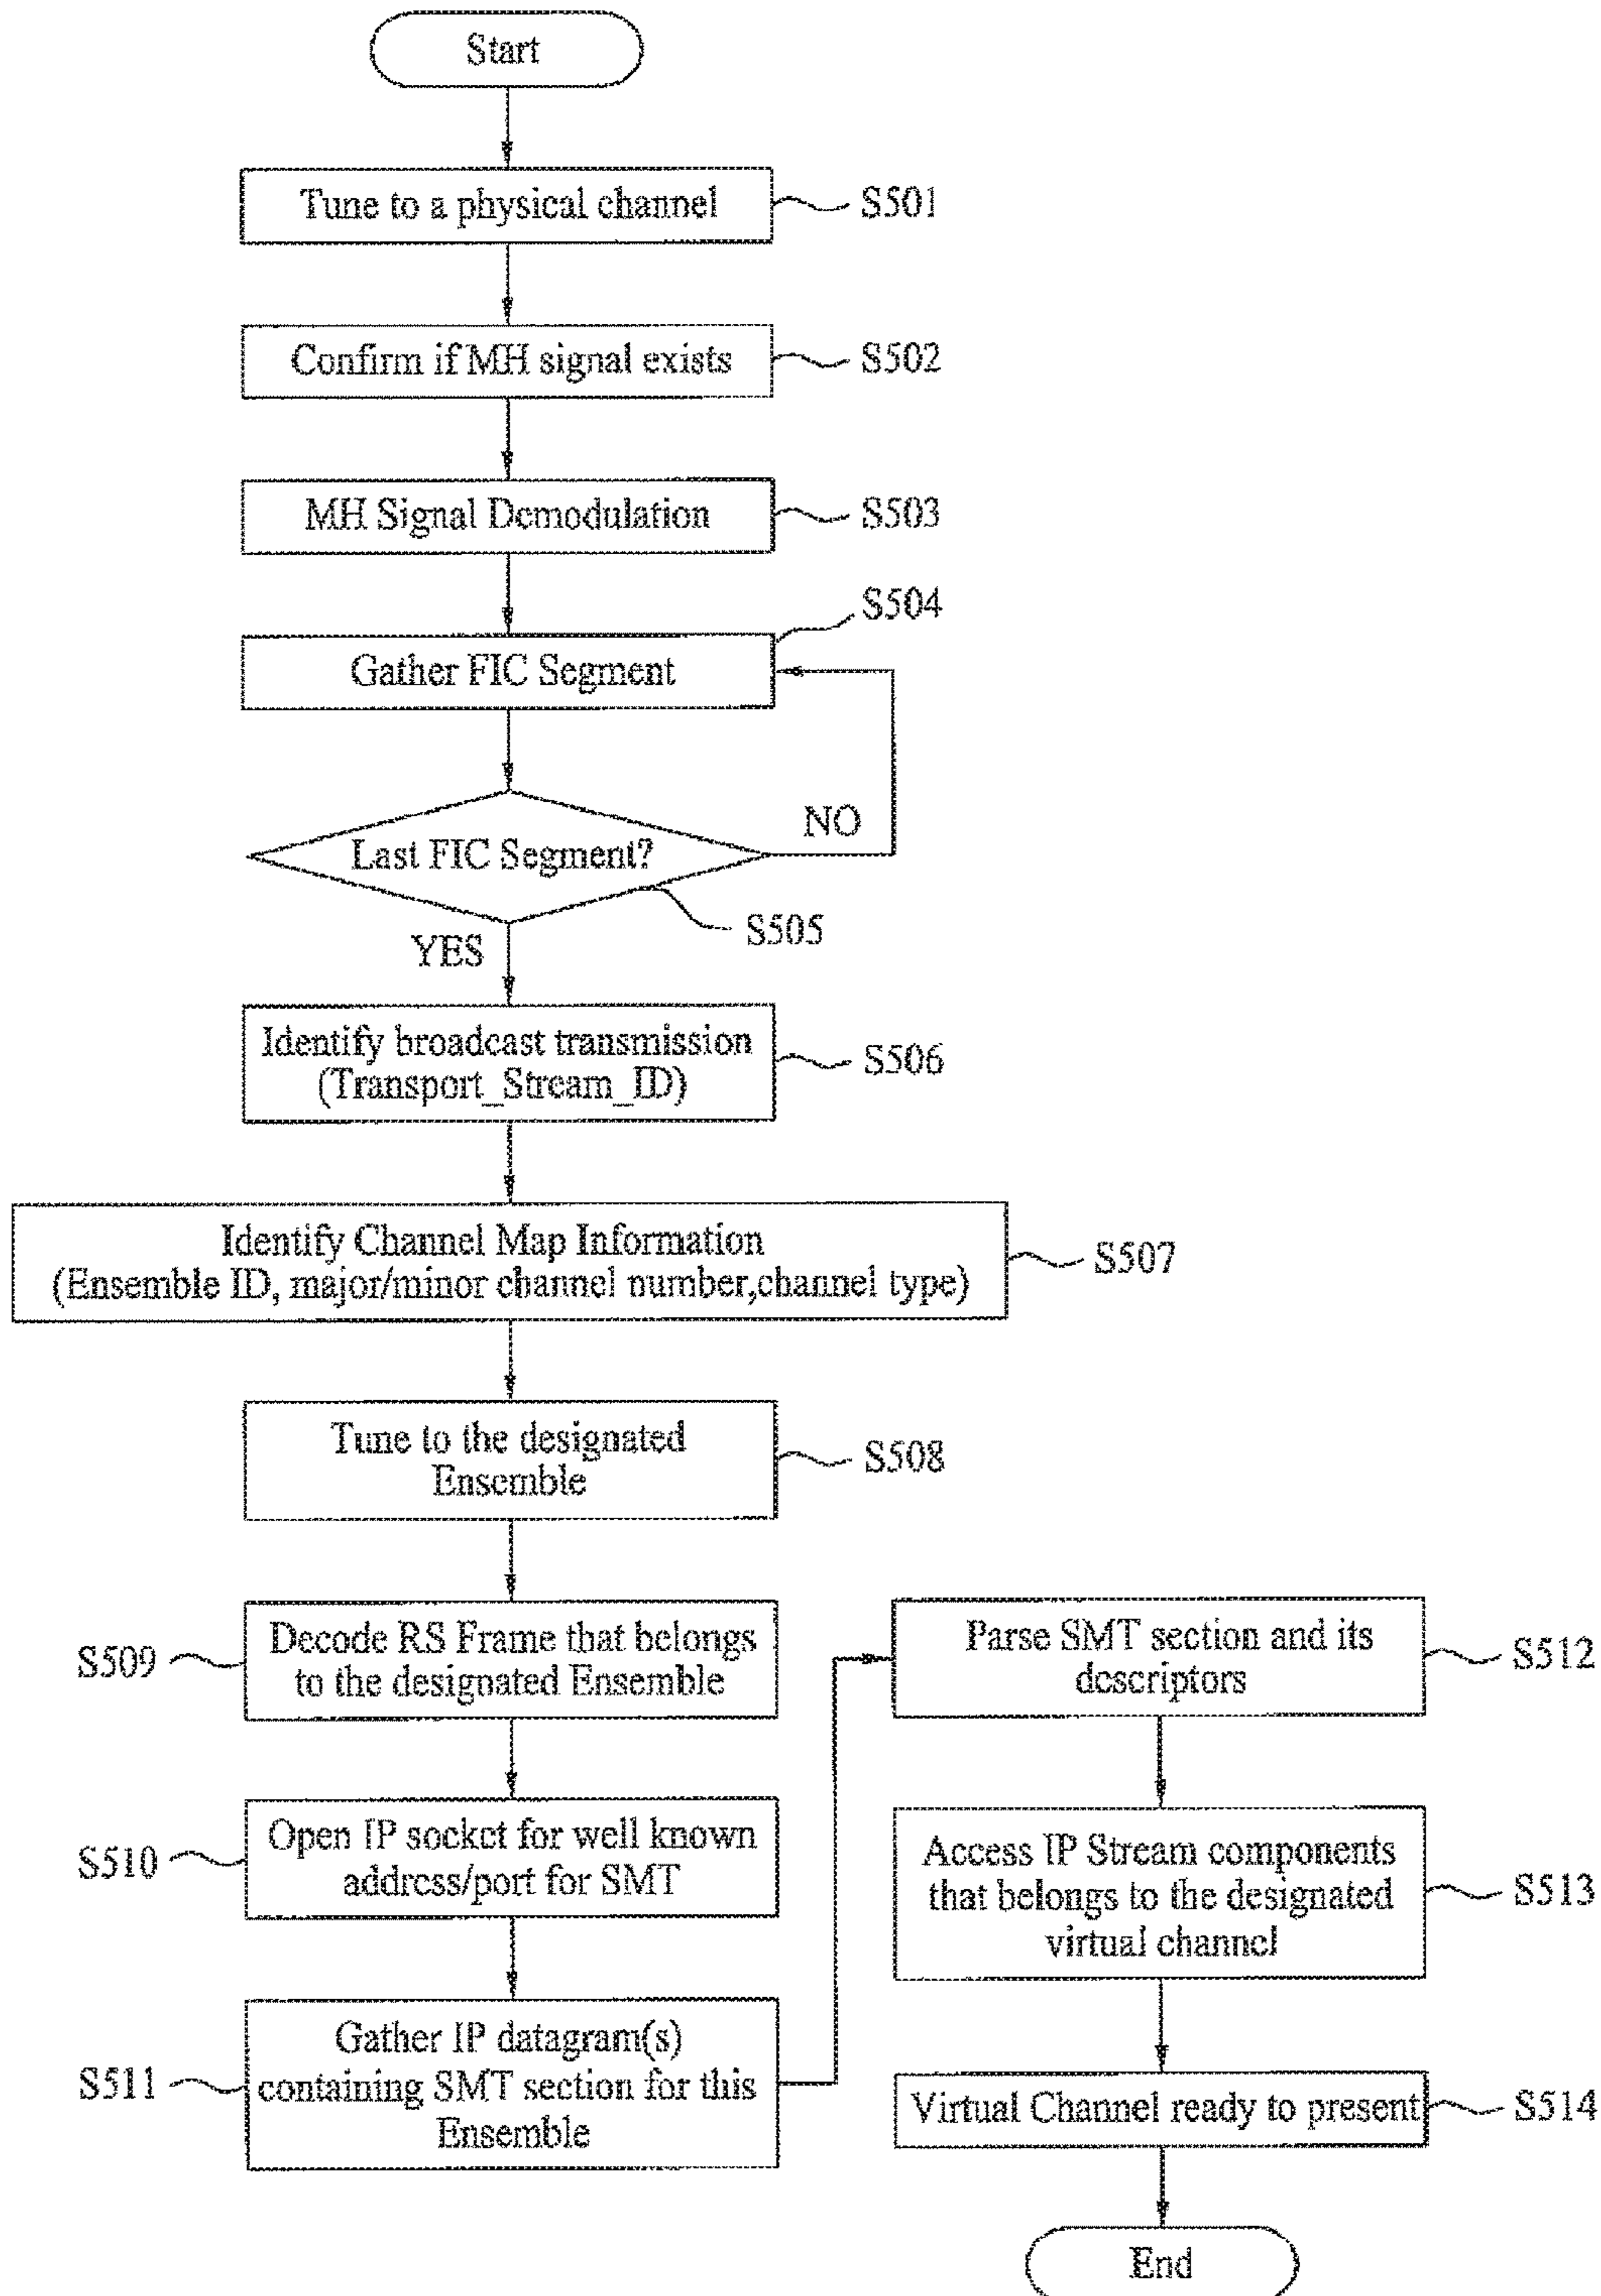 Start
Tune to a physical channel
S501
Confirm if MH signal exists
S502
MH Signal Demodulation
S503
S504
Gather FIC Segment
NO
Last FIC Segment?
S505
YES
Identify broadcast transmission
(Transport_Stream_ID)
S506
Identify Channel Map Information
(Ensemble ID, major/minor channel number,channel type)
S507
Tune to the designated
Ensemble
S508
S509
Decode RS Frame that belongs
to the designated Ensemble
S510
Open IP socket for well known
address/port for SMT
S511
Gather IP datagram(s)
containing SMT section for this
Ensemble
Parse SMT section and its
descriptors
S512
Access IP Stream components
that belongs to the designated
virtual channel
S513
Virtual Channel ready to present
S514
End